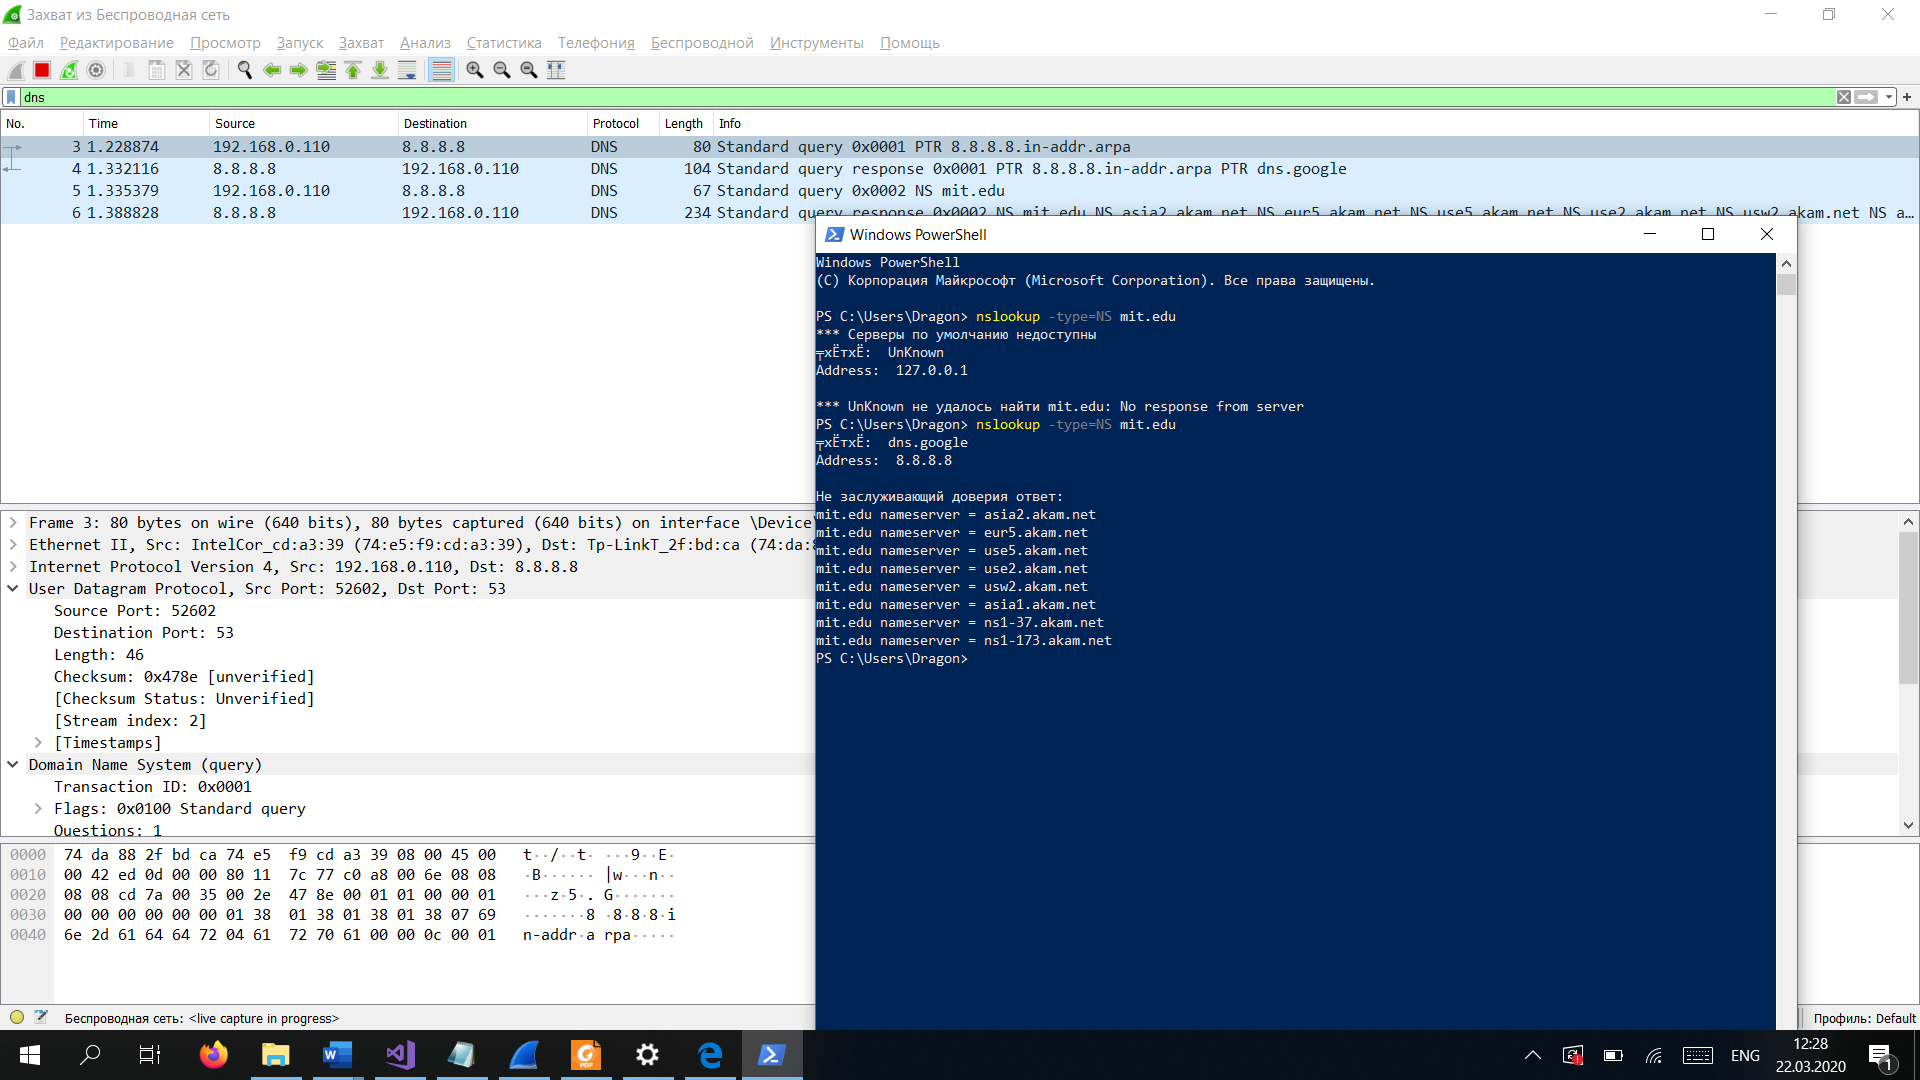 Захват из Беспроводная сеть
Файл Редактирование Просмотр Запуск Захват Анализ Статистика Телефония Беспроводной Инструменты Помощь
dns
No. Time Source Destination Protocol Length Info
3 1.228874 192.168.0.110 8.8.8.8 DNS 80 Standard query 0x0001 PTR 8.8.8.8.in-addr.arpa
4 1.332116 8.8.8.8 192.168.0.110 DNS 104 Standard query response 0x0001 PTR 8.8.8.8.in-addr.arpa PTR dns.google
5 1.335379 192.168.0.110 8.8.8.8 DNS 67 Standard query 0x0002 NS mit.edu
6 1.388828 8.8.8.8 192.168.0.110 DNS 234 Standard query response 0x0002 NS mit.edu NS asia2.akam.net NS eur5.akam.net NS use5.akam.net NS use2.akam.net NS usw2.akam.net NS a…
Windows PowerShell
Windows PowerShell
(C) Корпорация Майкрософт (Microsoft Corporation). Все права защищены.
PS C:\Users\Dragon> nslookup -type=NS mit.edu
*** Серверы по умолчанию недоступны
╤хЁтхЁ:  UnKnown
Address:  127.0.0.1
*** UnKnown не удалось найти mit.edu: No response from server
PS C:\Users\Dragon> nslookup -type=NS mit.edu
╤хЁтхЁ:  dns.google
Address:  8.8.8.8
Не заслуживающий доверия ответ:
mit.edu nameserver = asia2.akam.net
mit.edu nameserver = eur5.akam.net
mit.edu nameserver = use5.akam.net
mit.edu nameserver = use2.akam.net
mit.edu nameserver = usw2.akam.net
mit.edu nameserver = asia1.akam.net
mit.edu nameserver = ns1-37.akam.net
mit.edu nameserver = ns1-173.akam.net
PS C:\Users\Dragon>
Frame 3: 80 bytes on wire (640 bits), 80 bytes captured (640 bits) on interface \Device\
Ethernet II, Src: IntelCor_cd:a3:39 (74:e5:f9:cd:a3:39), Dst: Tp-LinkT_2f:bd:ca (74:da:8
Internet Protocol Version 4, Src: 192.168.0.110, Dst: 8.8.8.8
User Datagram Protocol, Src Port: 52602, Dst Port: 53
Source Port: 52602
Destination Port: 53
Length: 46
Checksum: 0x478e [unverified]
[Checksum Status: Unverified]
[Stream index: 2]
[Timestamps]
Domain Name System (query)
Transaction ID: 0x0001
Flags: 0x0100 Standard query
Questions: 1
0000 74 da 88 2f bd ca 74 e5 f9 cd a3 39 08 00 45 00 t··/··t· ···9··E·
0010 00 42 ed 0d 00 00 80 11 7c 77 c0 a8 00 6e 08 08 ·B······ |w···n··
0020 08 08 cd 7a 00 35 00 2e 47 8e 00 01 01 00 00 01 ···z·5·. G·······
0030 00 00 00 00 00 00 01 38 01 38 01 38 01 38 07 69 ·······8 ·8·8·8·i
0040 6e 2d 61 64 64 72 04 61 72 70 61 00 00 0c 00 01 n-addr·a rpa·····
Беспроводная сеть: <live capture in progress>
Профиль: Default
ENG
12:28
22.03.2020
1